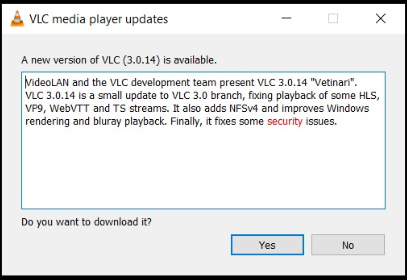 VLC media player updates
A new version of VLC (3.0.14) is available.
VideoLAN and the VLC development team present VLC 3.0.14 "Vetinari".
VLC 3.0.14 is a small update to VLC 3.0 branch, fixing playback of some HLS,
VP9, WebVTT and TS streams. It also adds NFSv4 and improves Windows
rendering and bluray playback. Finally, it fixes some security issues.
Do you want to download it?
Yes No